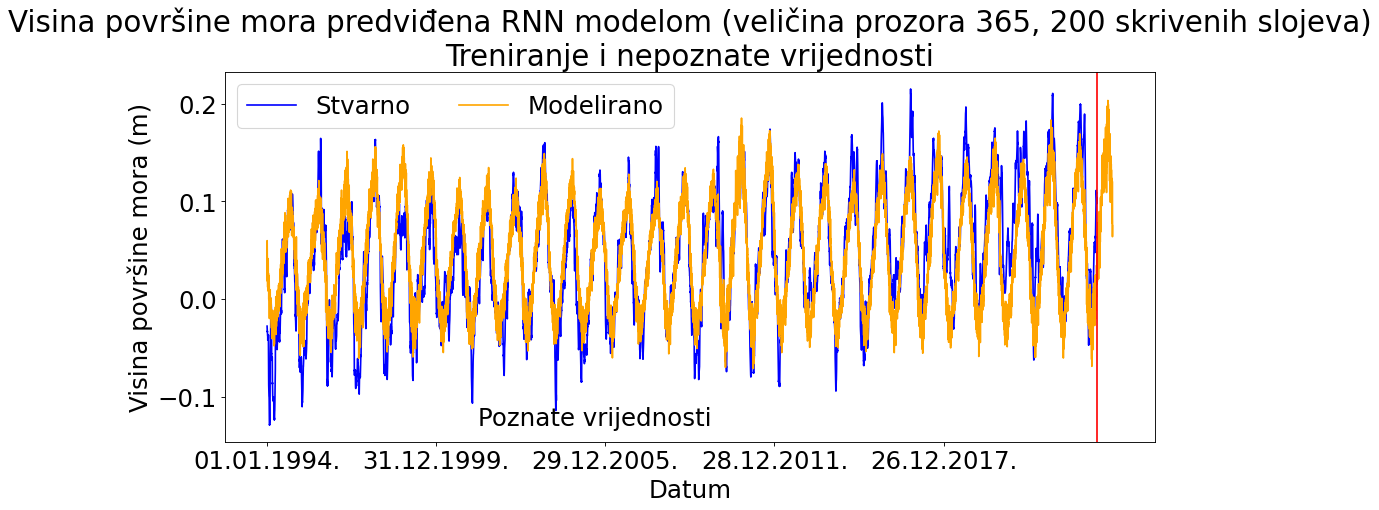 Visina površine mora predviđena RNN modelom (veličina prozora 365, 200 skrivenih slojeva)
Treniranje i nepoznate vrijednosti
Stvarno
Modelirano
Visina površine mora (m)
0.2
0.1
0.0
−0.1
Poznate vrijednosti
01.01.1994.
31.12.1999.
29.12.2005.
28.12.2011.
26.12.2017.
Datum